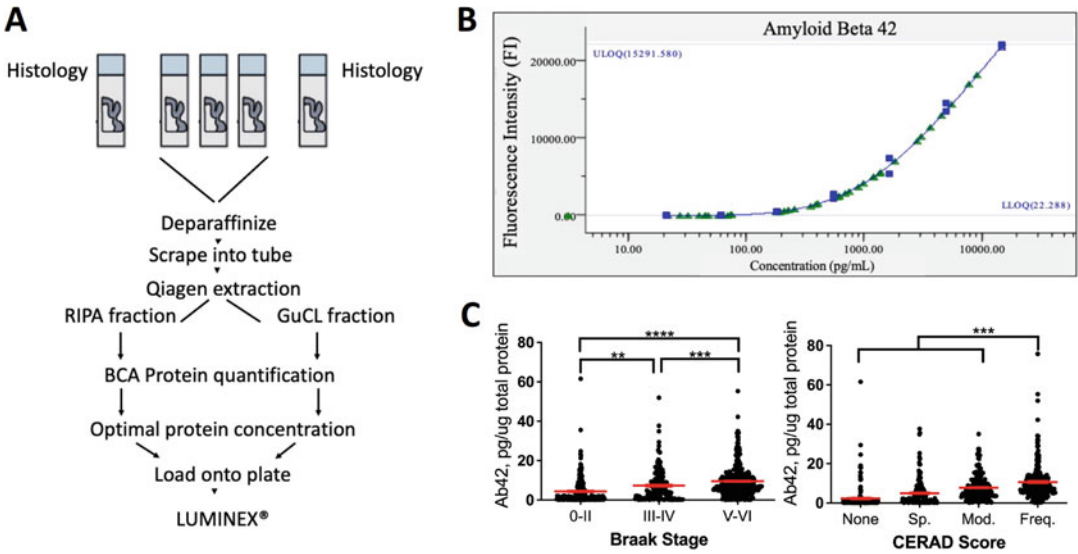 A
Histology
Histology
Deparaffinize
Scrape into tube
Qiagen extraction
RIPA fraction
GuCL fraction
BCA Protein quantification
Optimal protein concentration
Load onto plate
LUMINEX®
B
Amyloid Beta 42
ULOQ(15291.580)
LLOQ(22.288)
Fluorescence Intensity (FI)
20000.00
10000.00
0.00
10.00
100.00
1000.00
10000.00
Concentration (pg/mL)
C
Ab42, pg/ug total protein
80
60
40
20
0
****
**
***
0-II
III-IV
V-VI
Braak Stage
Ab42, pg/ug total protein
80
60
40
20
0
***
None
Sp.
Mod.
Freq.
CERAD Score